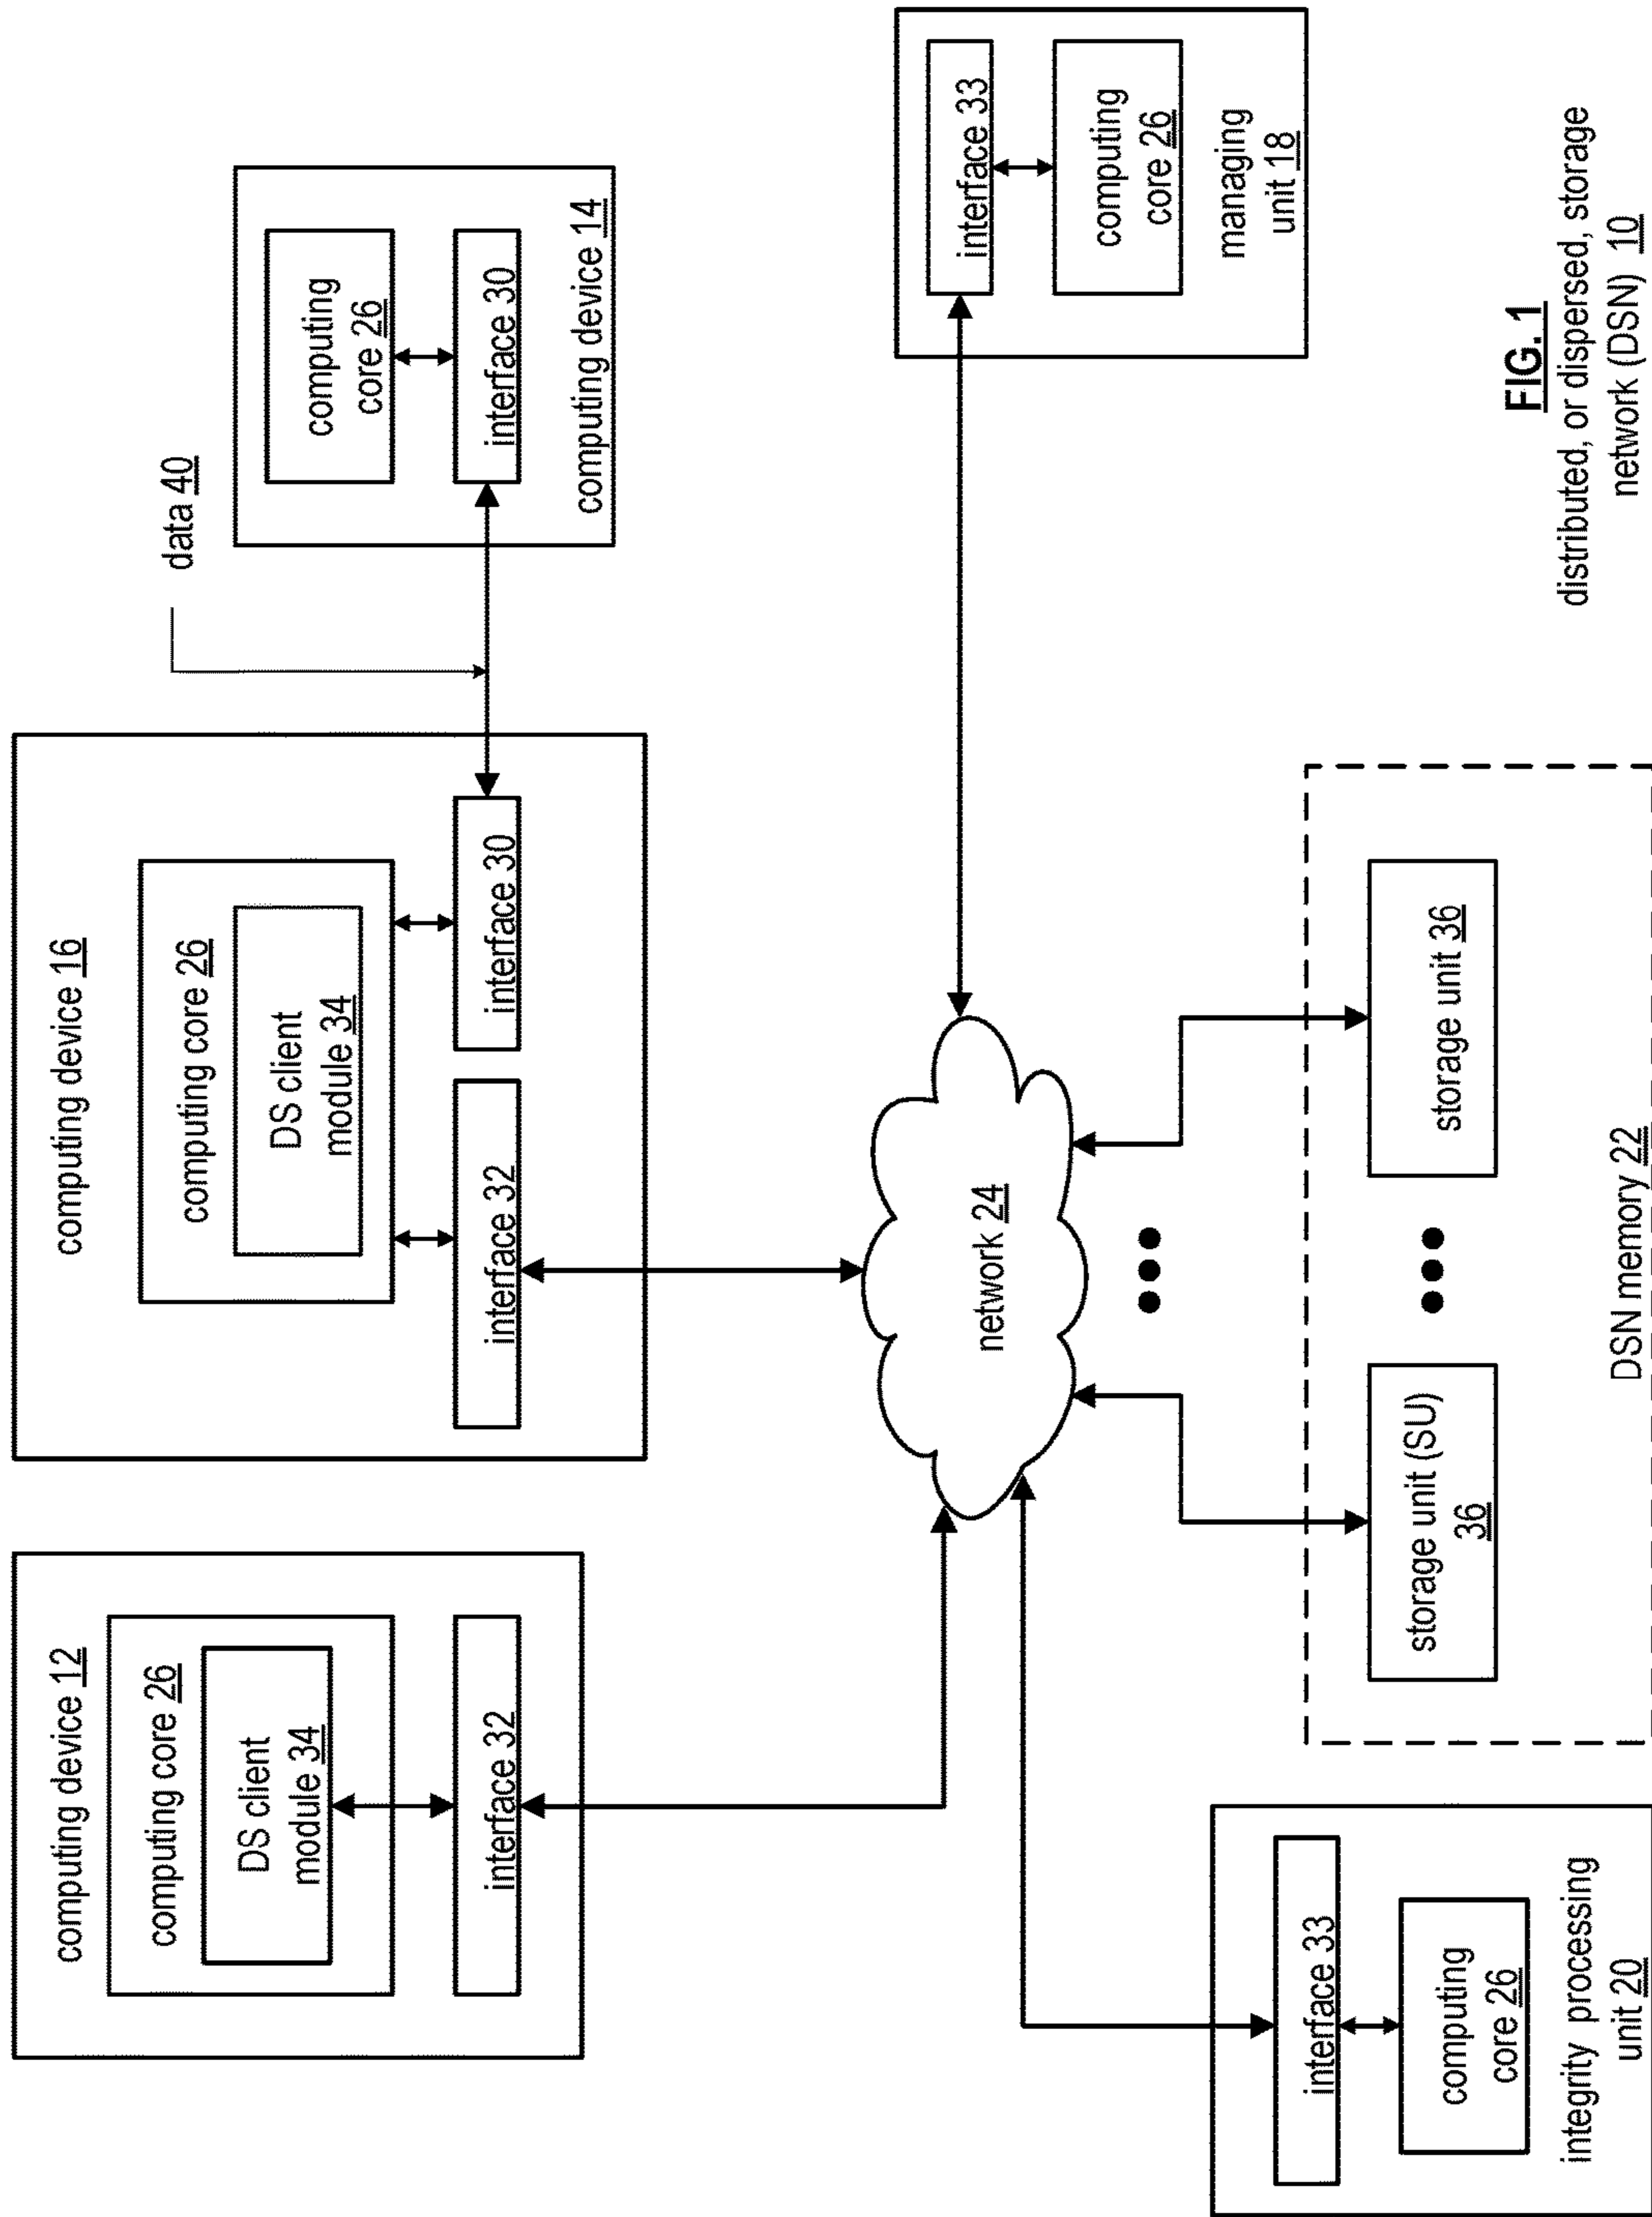 computing device 12
computing core 26
DS client
module 34
interface 32
computing device 16
computing core 26
DS client
module 34
interface 32
interface 30
data 40
computing
core 26
interface 30
computing device 14
network 24
interface 33
computing
core 26
integrity processing
unit 20
storage unit (SU)
36
storage unit 36
DSN memory 22
interface 33
computing
core 26
managing
unit 18
FIG. 1
distributed, or dispersed, storage
network (DSN) 10